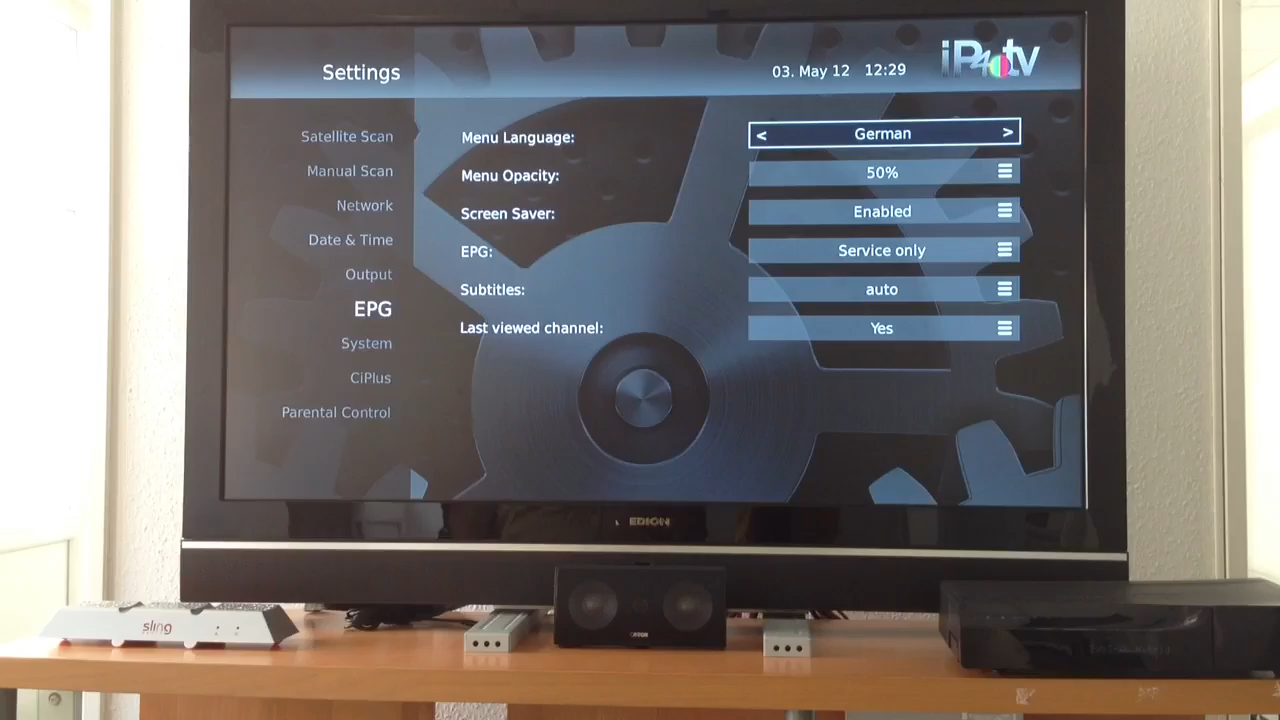 Settings
03. May 12 12:29
iP4tv
Satellite Scan
Manual Scan
Network
Date & Time
Output
EPG
System
CiPlus
Parental Control
Menu Language: < German >
Menu Opacity: 50%
Screen Saver: Enabled
EPG: Service only
Subtitles: auto
Last viewed channel: Yes
sling